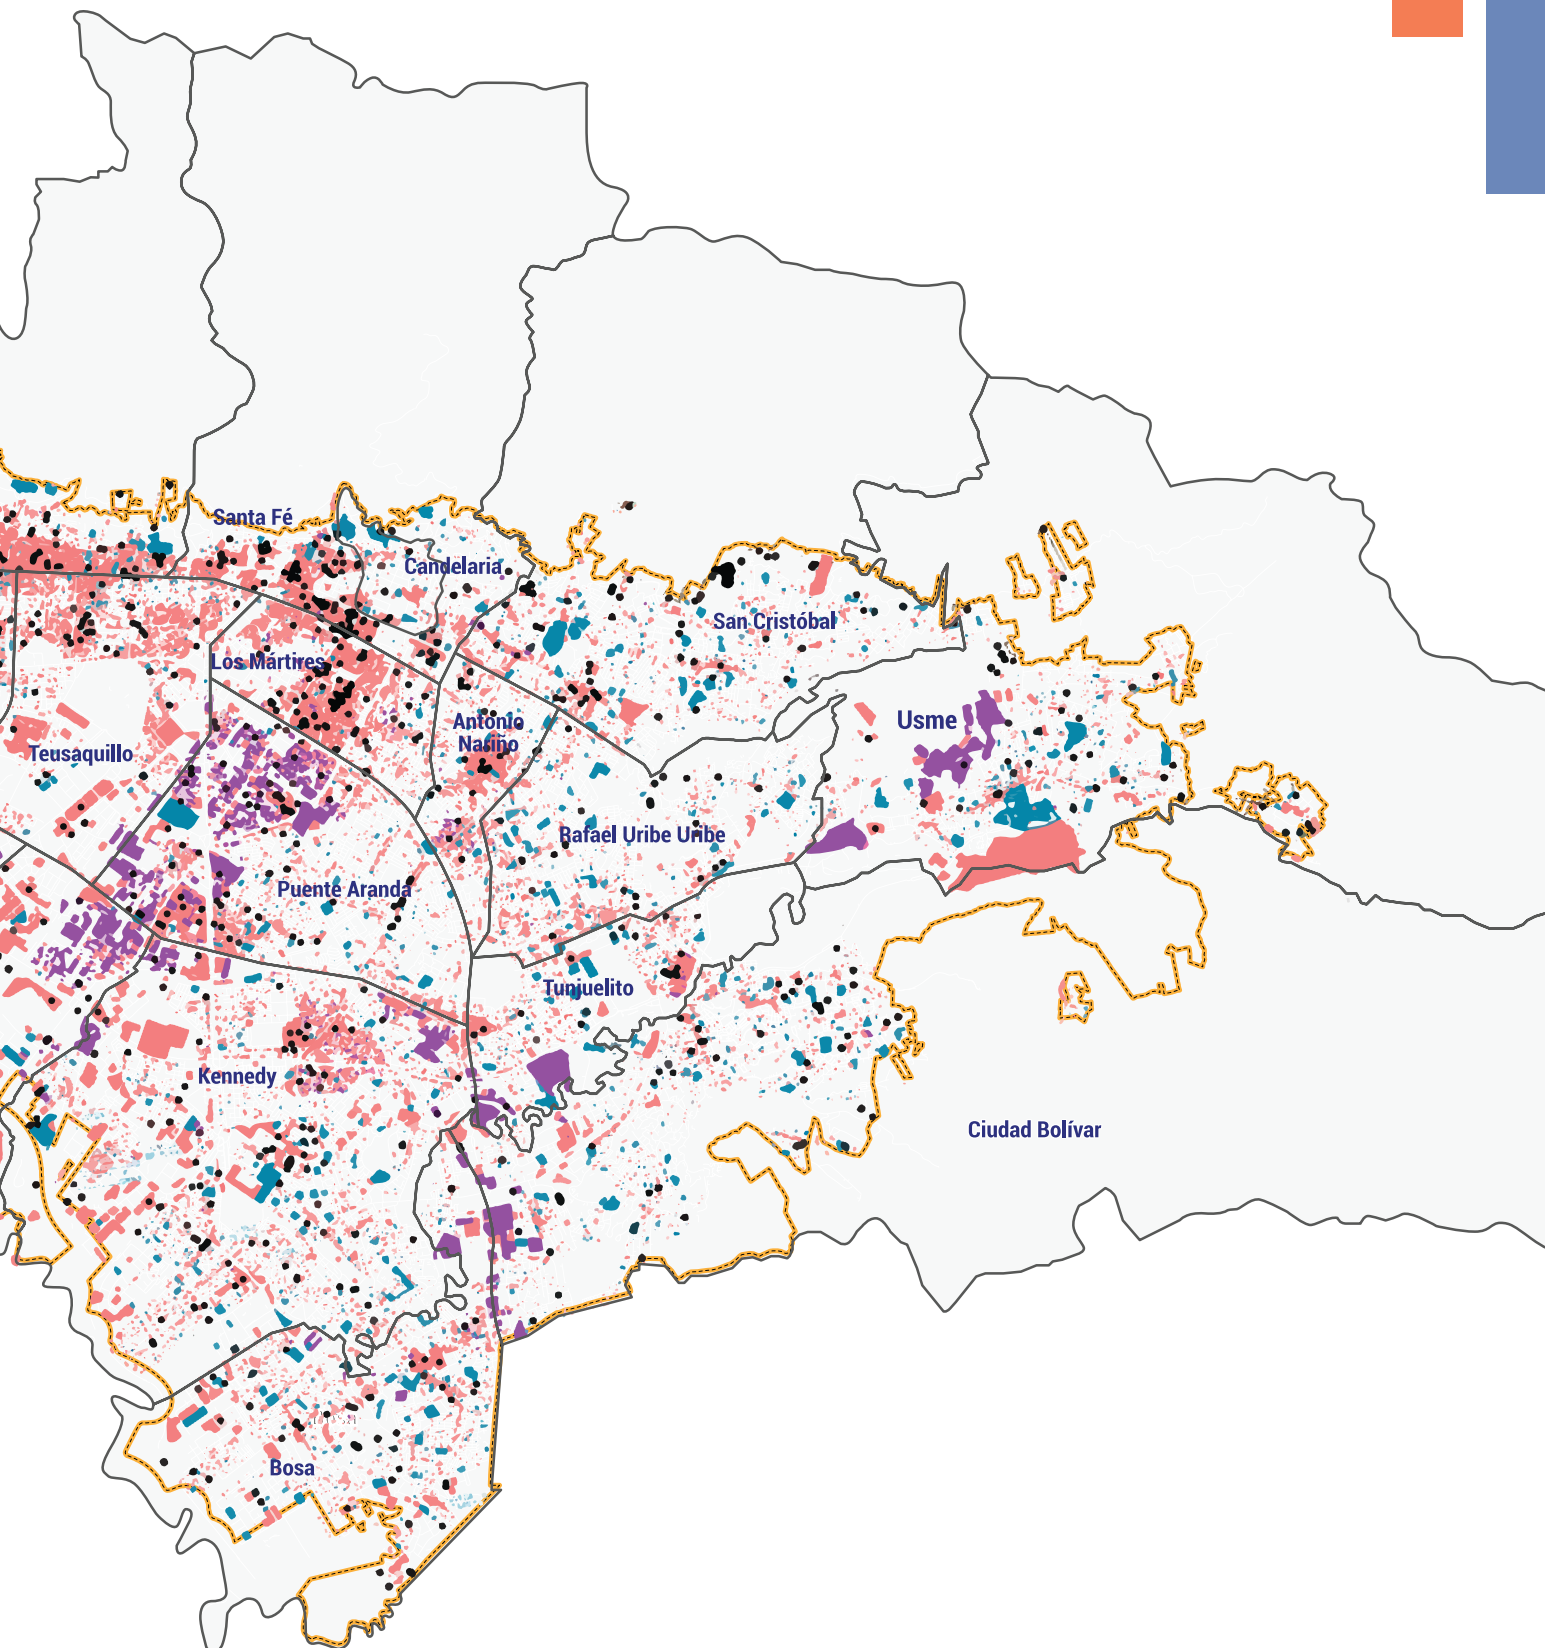 Santa Fé
Candelaria
San Cristóbal
Los Mártires
Antonio
Nariño
Usme
Teusaquillo
Rafael Uribe Uribe
Puente Aranda
Tunjuelito
Kennedy
Ciudad Bolívar
Bosa